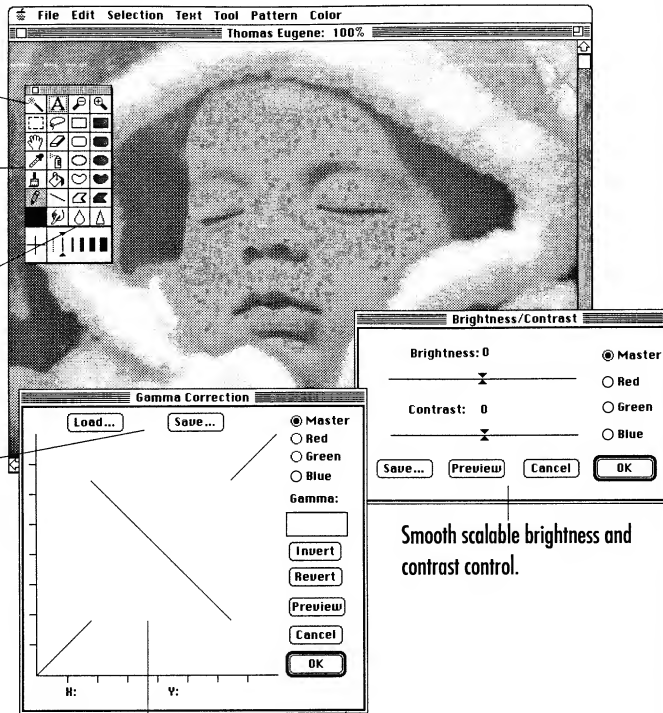 File Edit Selection Text Tool Pattern Color
Thomas Eugene: 100%
A
Brightness/Contrast
Brightness: 0
Contrast: 0
Master
Red
Green
Blue
Save... Preview Cancel OK
Smooth scalable brightness and
contrast control.
Gamma Correction
Load... Save...
Master
Red
Green
Blue
Gamma:
Invert
Revert
Preview
Cancel
OK
X: Y: